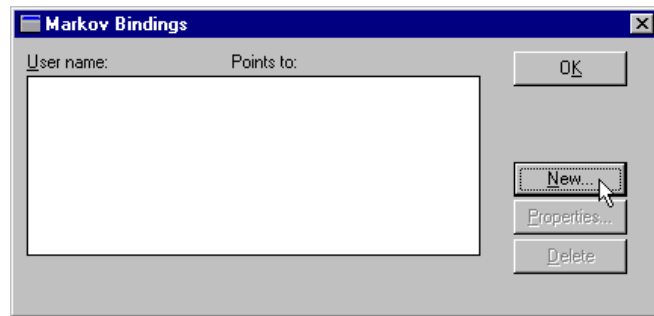 Markov Bindings
User name: Points to:
OK
New...
Properties...
Delete